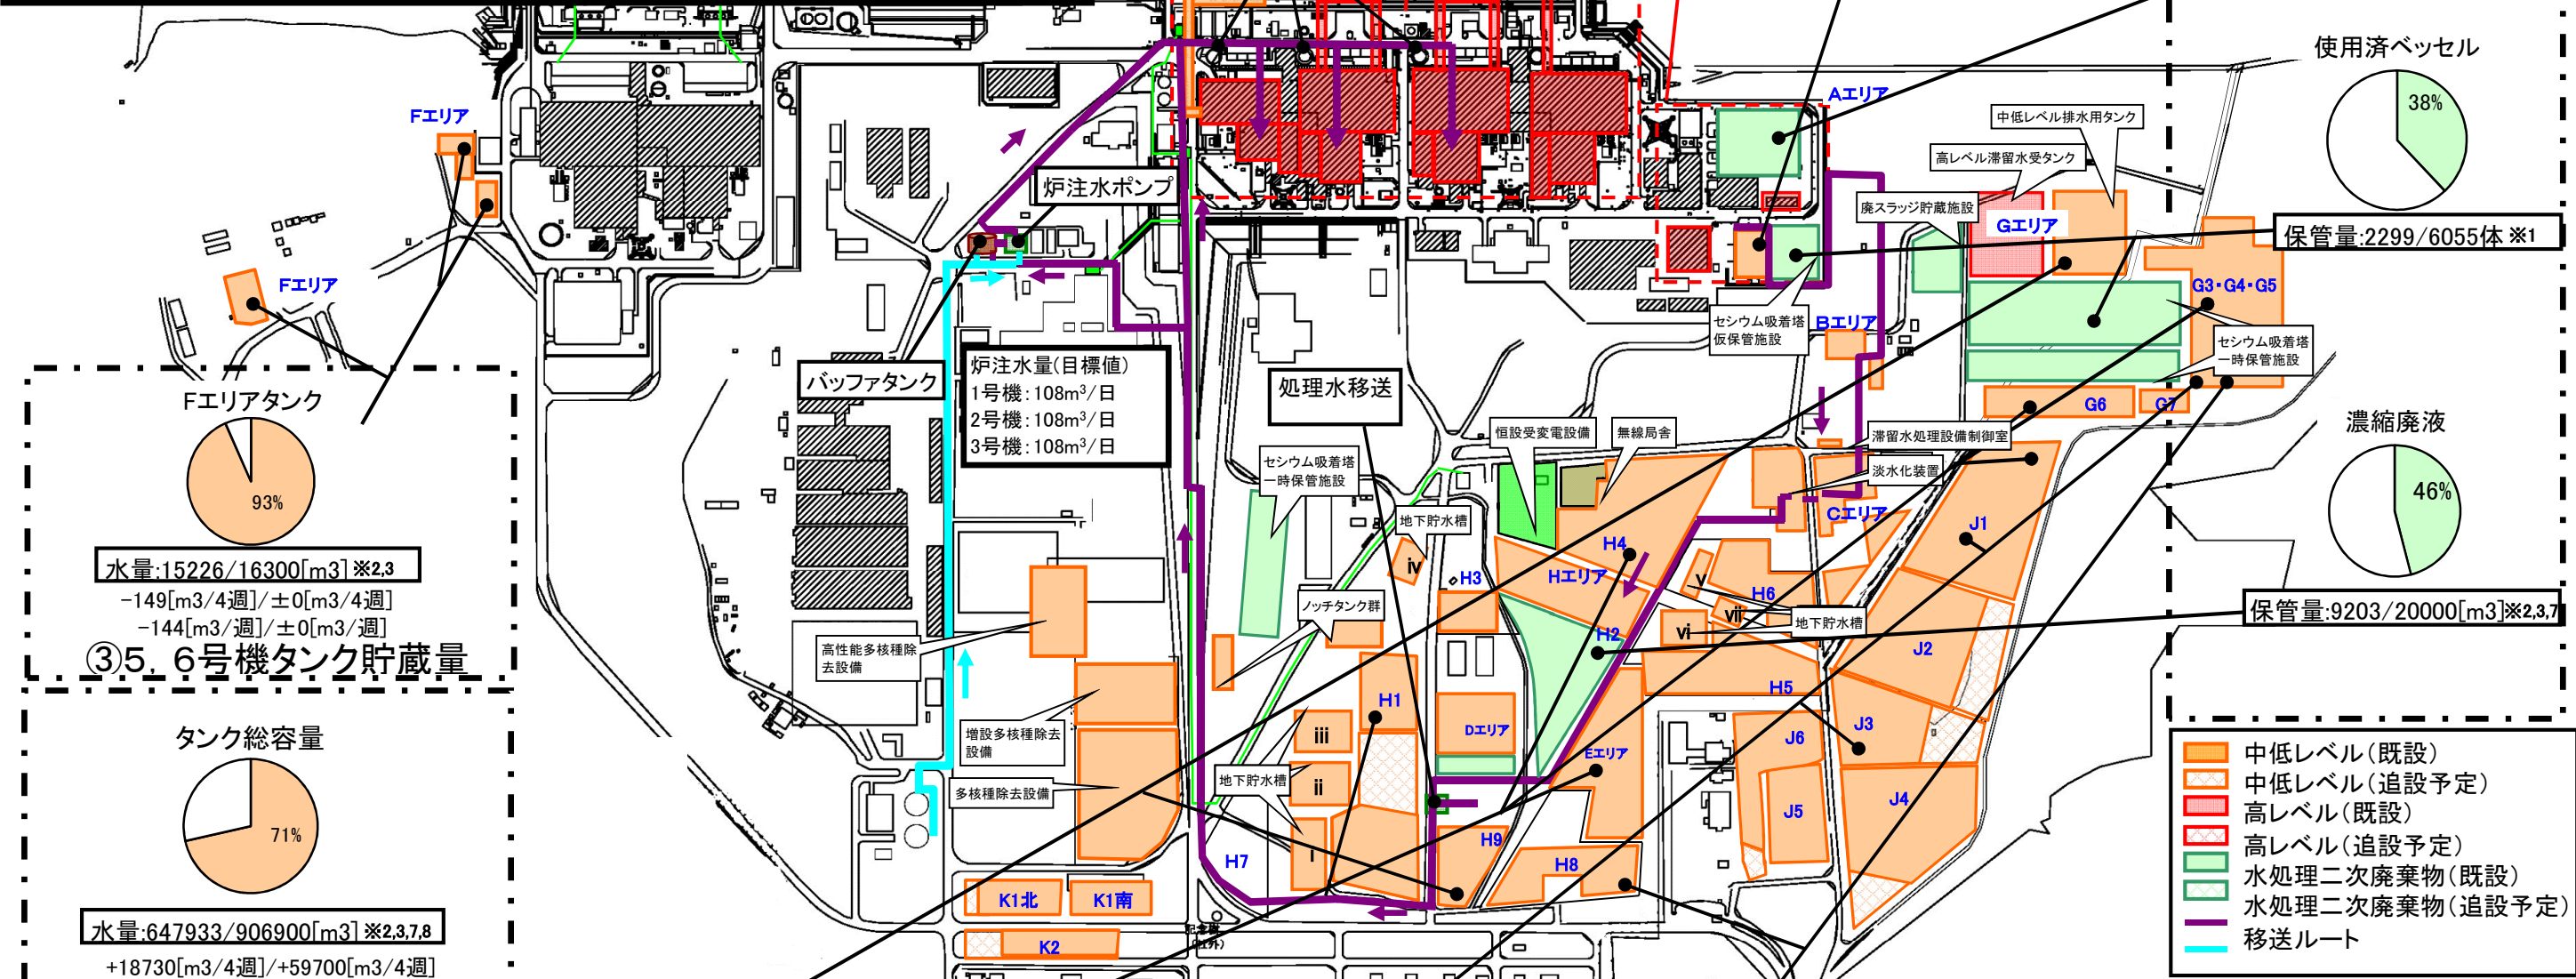 使用済ベッセル
38%
保管量:2299/6055体 ※1
濃縮廃液
46%
保管量:9203/20000[m3]※2,3,7
Fエリア
Fエリア
Fエリアタンク
93%
水量:15226/16300[m3]※2,3
-149[m3/4週]/±0[m3/4週]
-144[m3/週]/±0[m3/週]
③5，6号機タンク貯蔵量
タンク総容量
71%
水量:647933/906900[m3]※2,3,7,8
+18730[m3/4週]/+59700[m3/4週]
炉注水ポンプ
バッファタンク
炉注水量(目標値)
1号機:108m³/日
2号機:108m³/日
3号機:108m³/日
処理水移送
Aエリア
中低レベル排水用タンク
高レベル滞留水受タンク
廃スラッジ貯蔵施設
Gエリア
G3・G4・G5
セシウム吸着塔
仮保管施設
Bエリア
セシウム吸着塔
一時保管施設
G6
G7
恒設受変電設備
無線局舎
滞留水処理設備制御室
淡水化装置
Cエリア
セシウム吸着塔
一時保管施設
地下貯水槽
iv
H3
H4
Hエリア
v
H6
vii
vi
地下貯水槽
J1
J2
ノッチタンク群
H2
高性能多核種除
去設備
H1
H5
増設多核種除去
設備
iii
Dエリア
Eエリア
J6
J3
多核種除去設備
地下貯水槽
ii
J5
J4
i
H7
H9
H8
K1北
K1南
K2
記念碑
(社外)
中低レベル(既設)
中低レベル(追設予定)
高レベル(既設)
高レベル(追設予定)
水処理二次廃棄物(既設)
水処理二次廃棄物(追設予定)
移送ルート